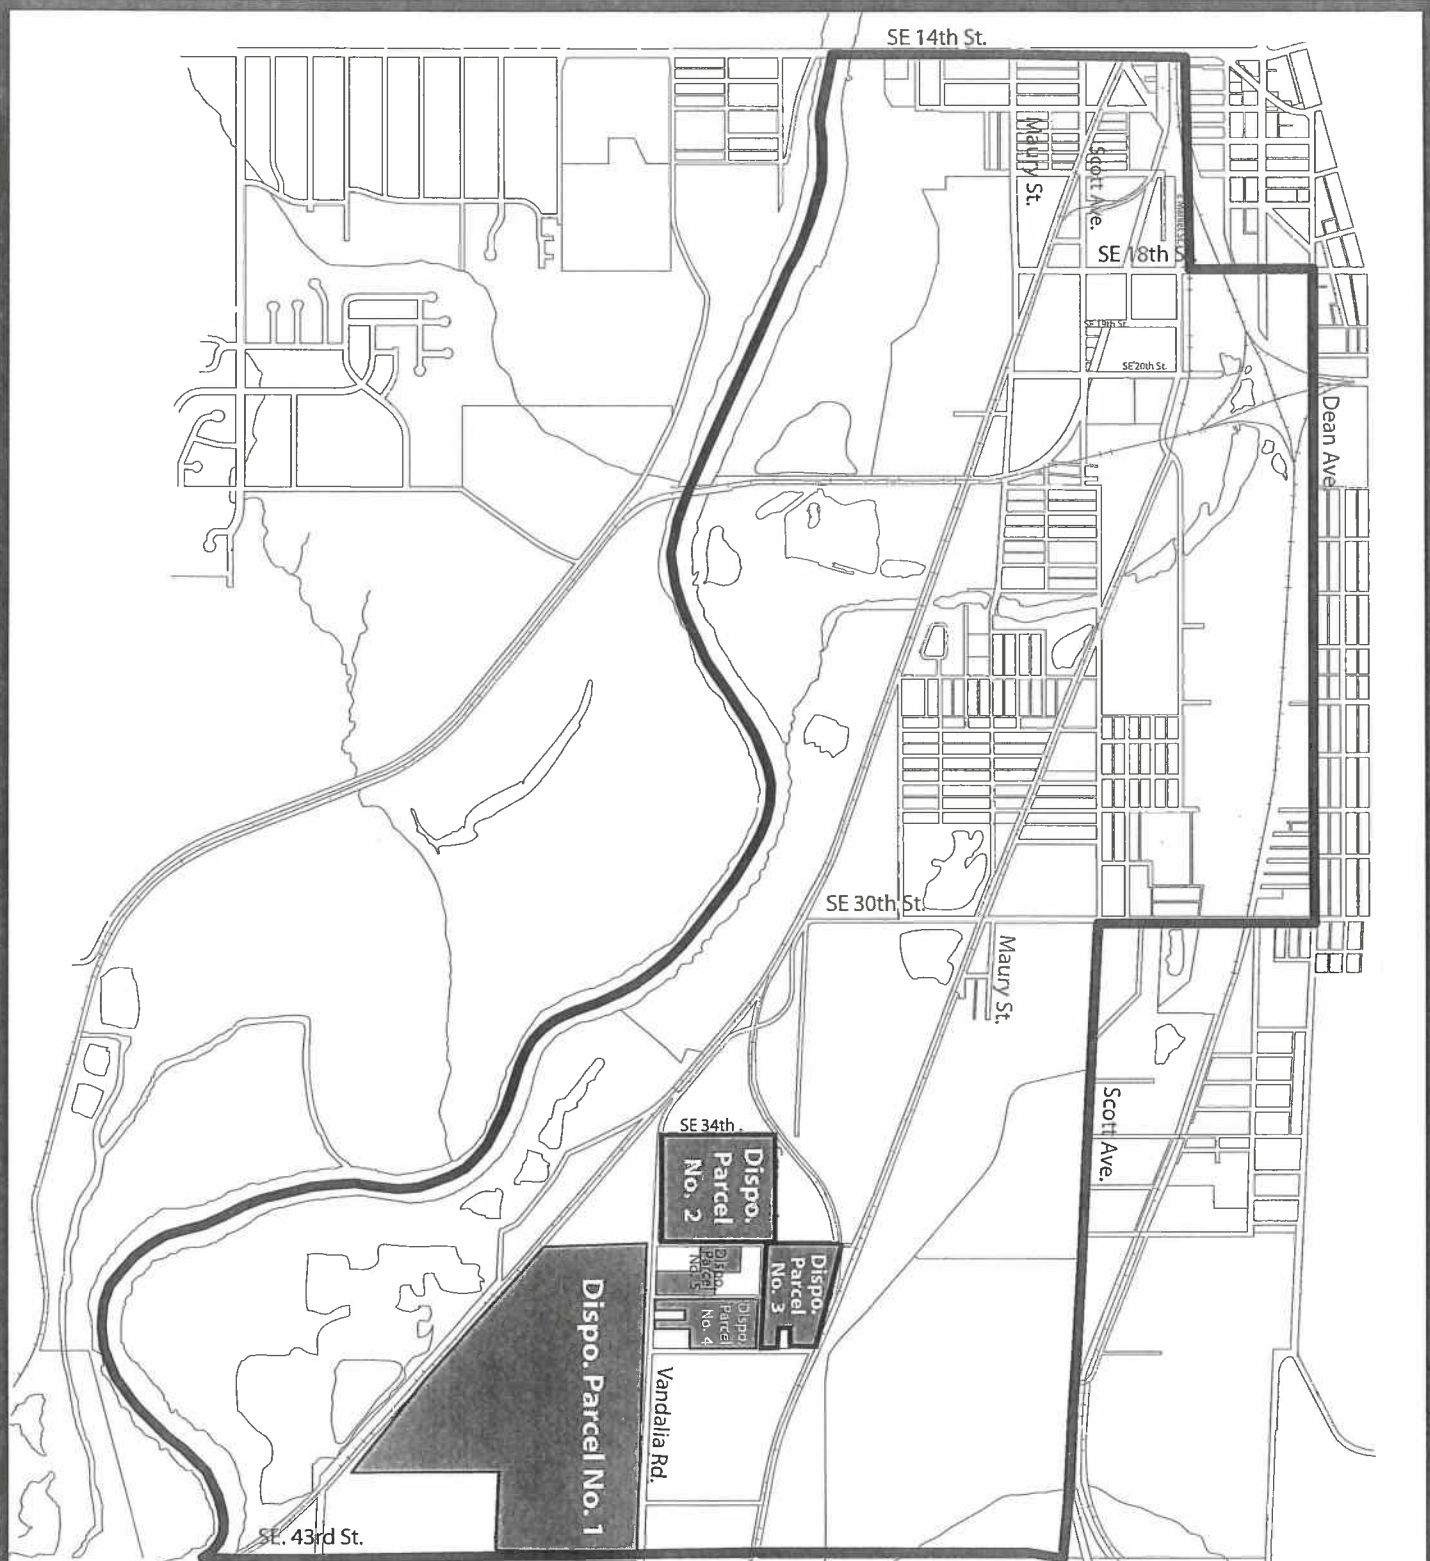 SE 14th St.
Maury St.
Scott Ave.
SE 18th S
SE 19th St.
SE 20th St.
Dean Ave
SE 30th St.
Maury St.
Scott Ave.
SE 34th .
Dispo.
Parcel
No. 2
Dispo.
Parcel
No. 3
Dispo
Parcel
No. 5
Dispo.
Parcel
No. 4
Dispo. Parcel No. 1
Vandalia Rd.
SE. 43rd St.